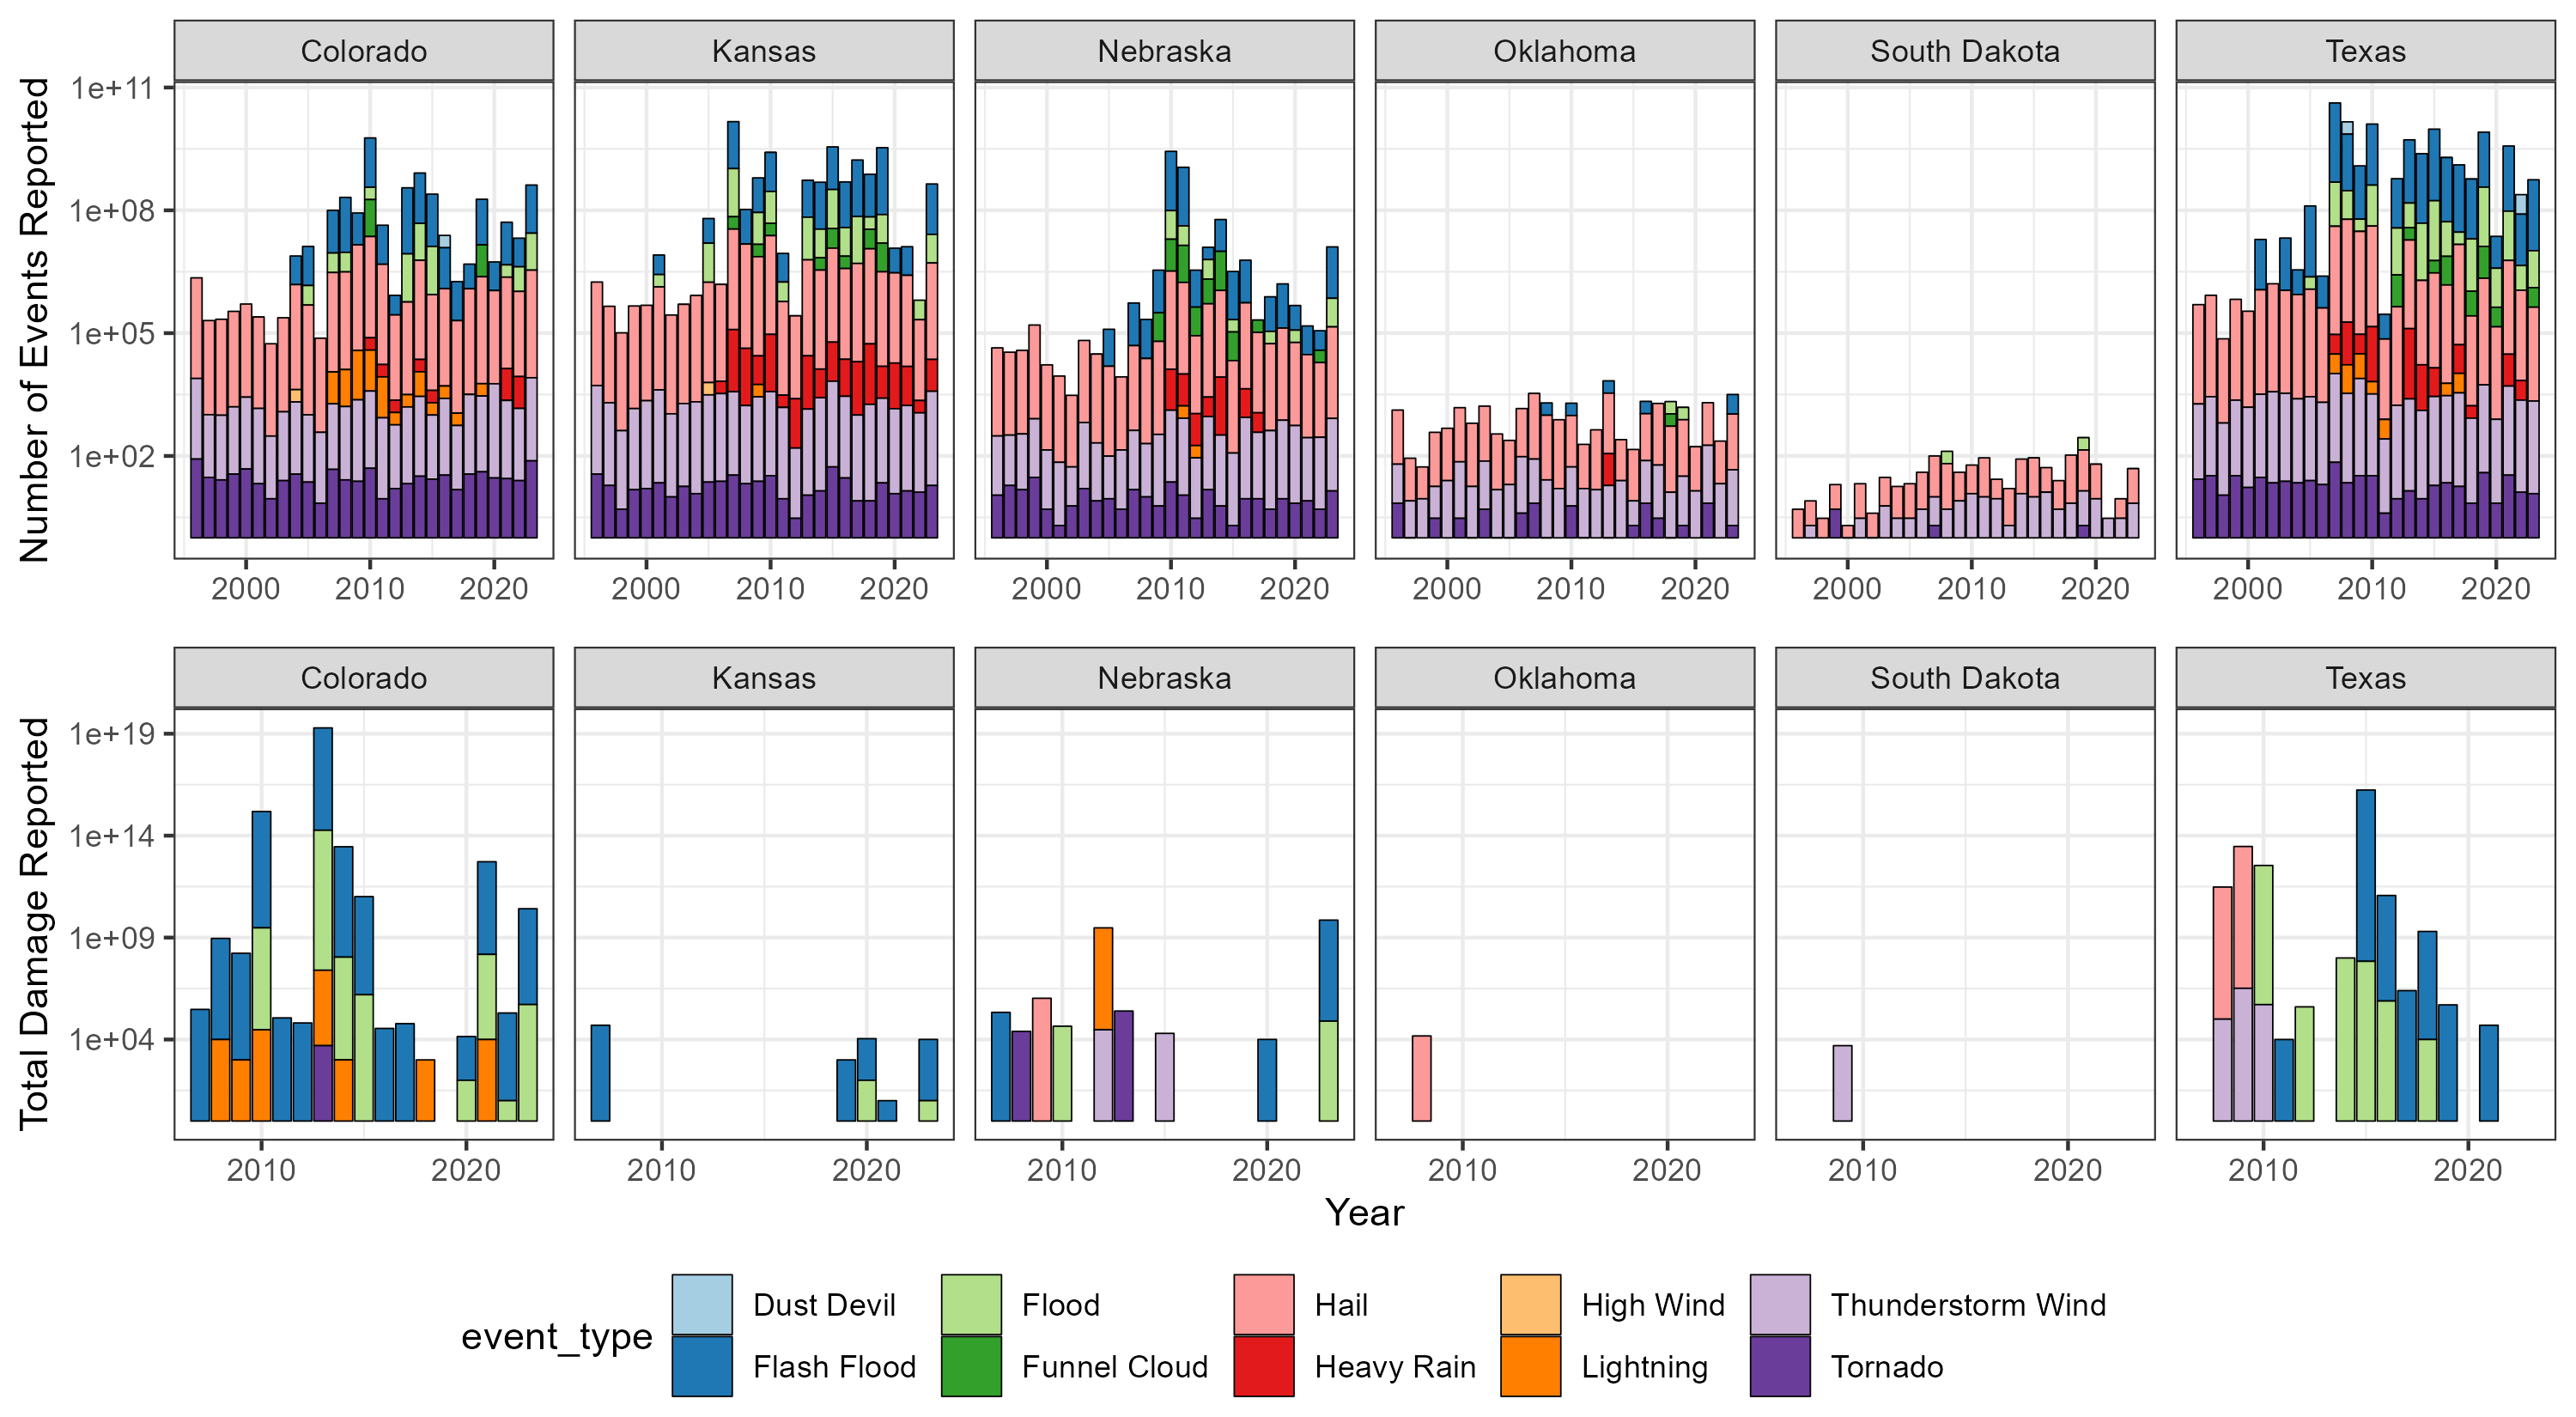 Colorado Kansas Nebraska Oklahoma South Dakota Texas
Number of Events Reported
1e+11
1e+08
1e+05
1e+02
2000 2010 2020 2000 2010 2020 2000 2010 2020 2000 2010 2020 2000 2010 2020 2000 2010 2020
Colorado Kansas Nebraska Oklahoma South Dakota Texas
Total Damage Reported
1e+19
1e+14
1e+09
1e+04
2010 2020 2010 2020 2010 2020 2010 2020 2010 2020 2010 2020
Year
event_type
Dust Devil Flood Hail High Wind Thunderstorm Wind
Flash Flood Funnel Cloud Heavy Rain Lightning Tornado